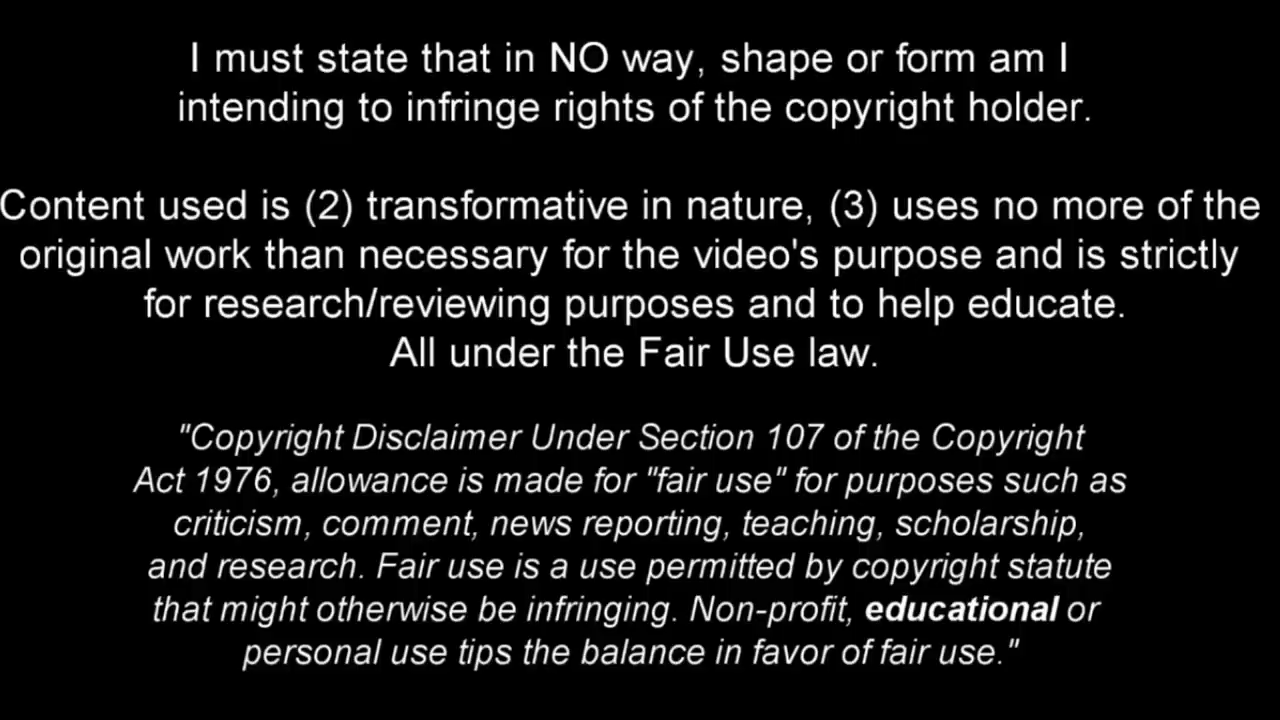 I must state that in NO way, shape or form am I
intending to infringe rights of the copyright holder.
Content used is (2) transformative in nature, (3) uses no more of the
original work than necessary for the video's purpose and is strictly
for research/reviewing purposes and to help educate.
All under the Fair Use law.
"Copyright Disclaimer Under Section 107 of the Copyright
Act 1976, allowance is made for "fair use" for purposes such as
criticism, comment, news reporting, teaching, scholarship,
and research. Fair use is a use permitted by copyright statute
that might otherwise be infringing. Non-profit, educational or
personal use tips the balance in favor of fair use."